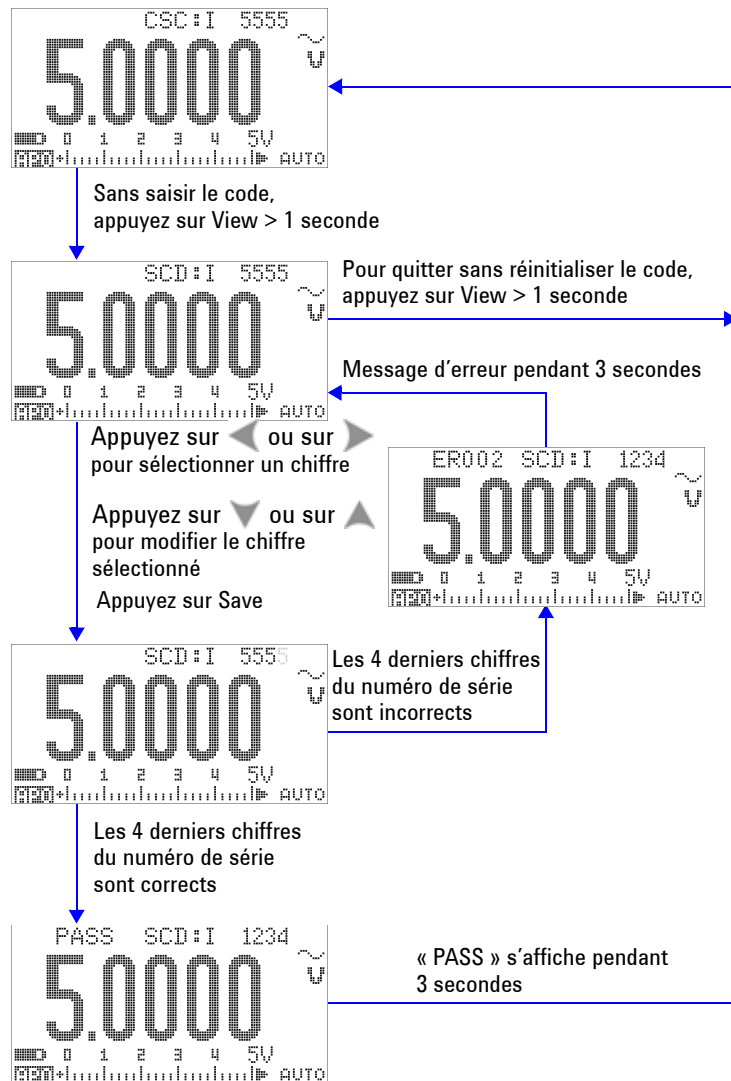 CSC:I 5555
5.0000
0 1 2 3 4 5V
APO AUTO
Sans saisir le code,
appuyez sur View > 1 seconde
SCD:I 5555
5.0000
0 1 2 3 4 5V
APO AUTO
Pour quitter sans réinitialiser le code,
appuyez sur View > 1 seconde
Message d’erreur pendant 3 secondes
Appuyez sur ou sur
pour sélectionner un chiffre
Appuyez sur ou sur
pour modifier le chiffre
sélectionné
Appuyez sur Save
ER002 SCD:I 1234
5.0000
0 1 2 3 4 5V
APO AUTO
SCD:I 5555
5.0000
0 1 2 3 4 5V
APO AUTO
Les 4 derniers chiffres
du numéro de série
sont incorrects
Les 4 derniers chiffres
du numéro de série
sont corrects
PASS SCD:I 1234
5.0000
0 1 2 3 4 5V
APO AUTO
« PASS » s’affiche pendant
3 secondes